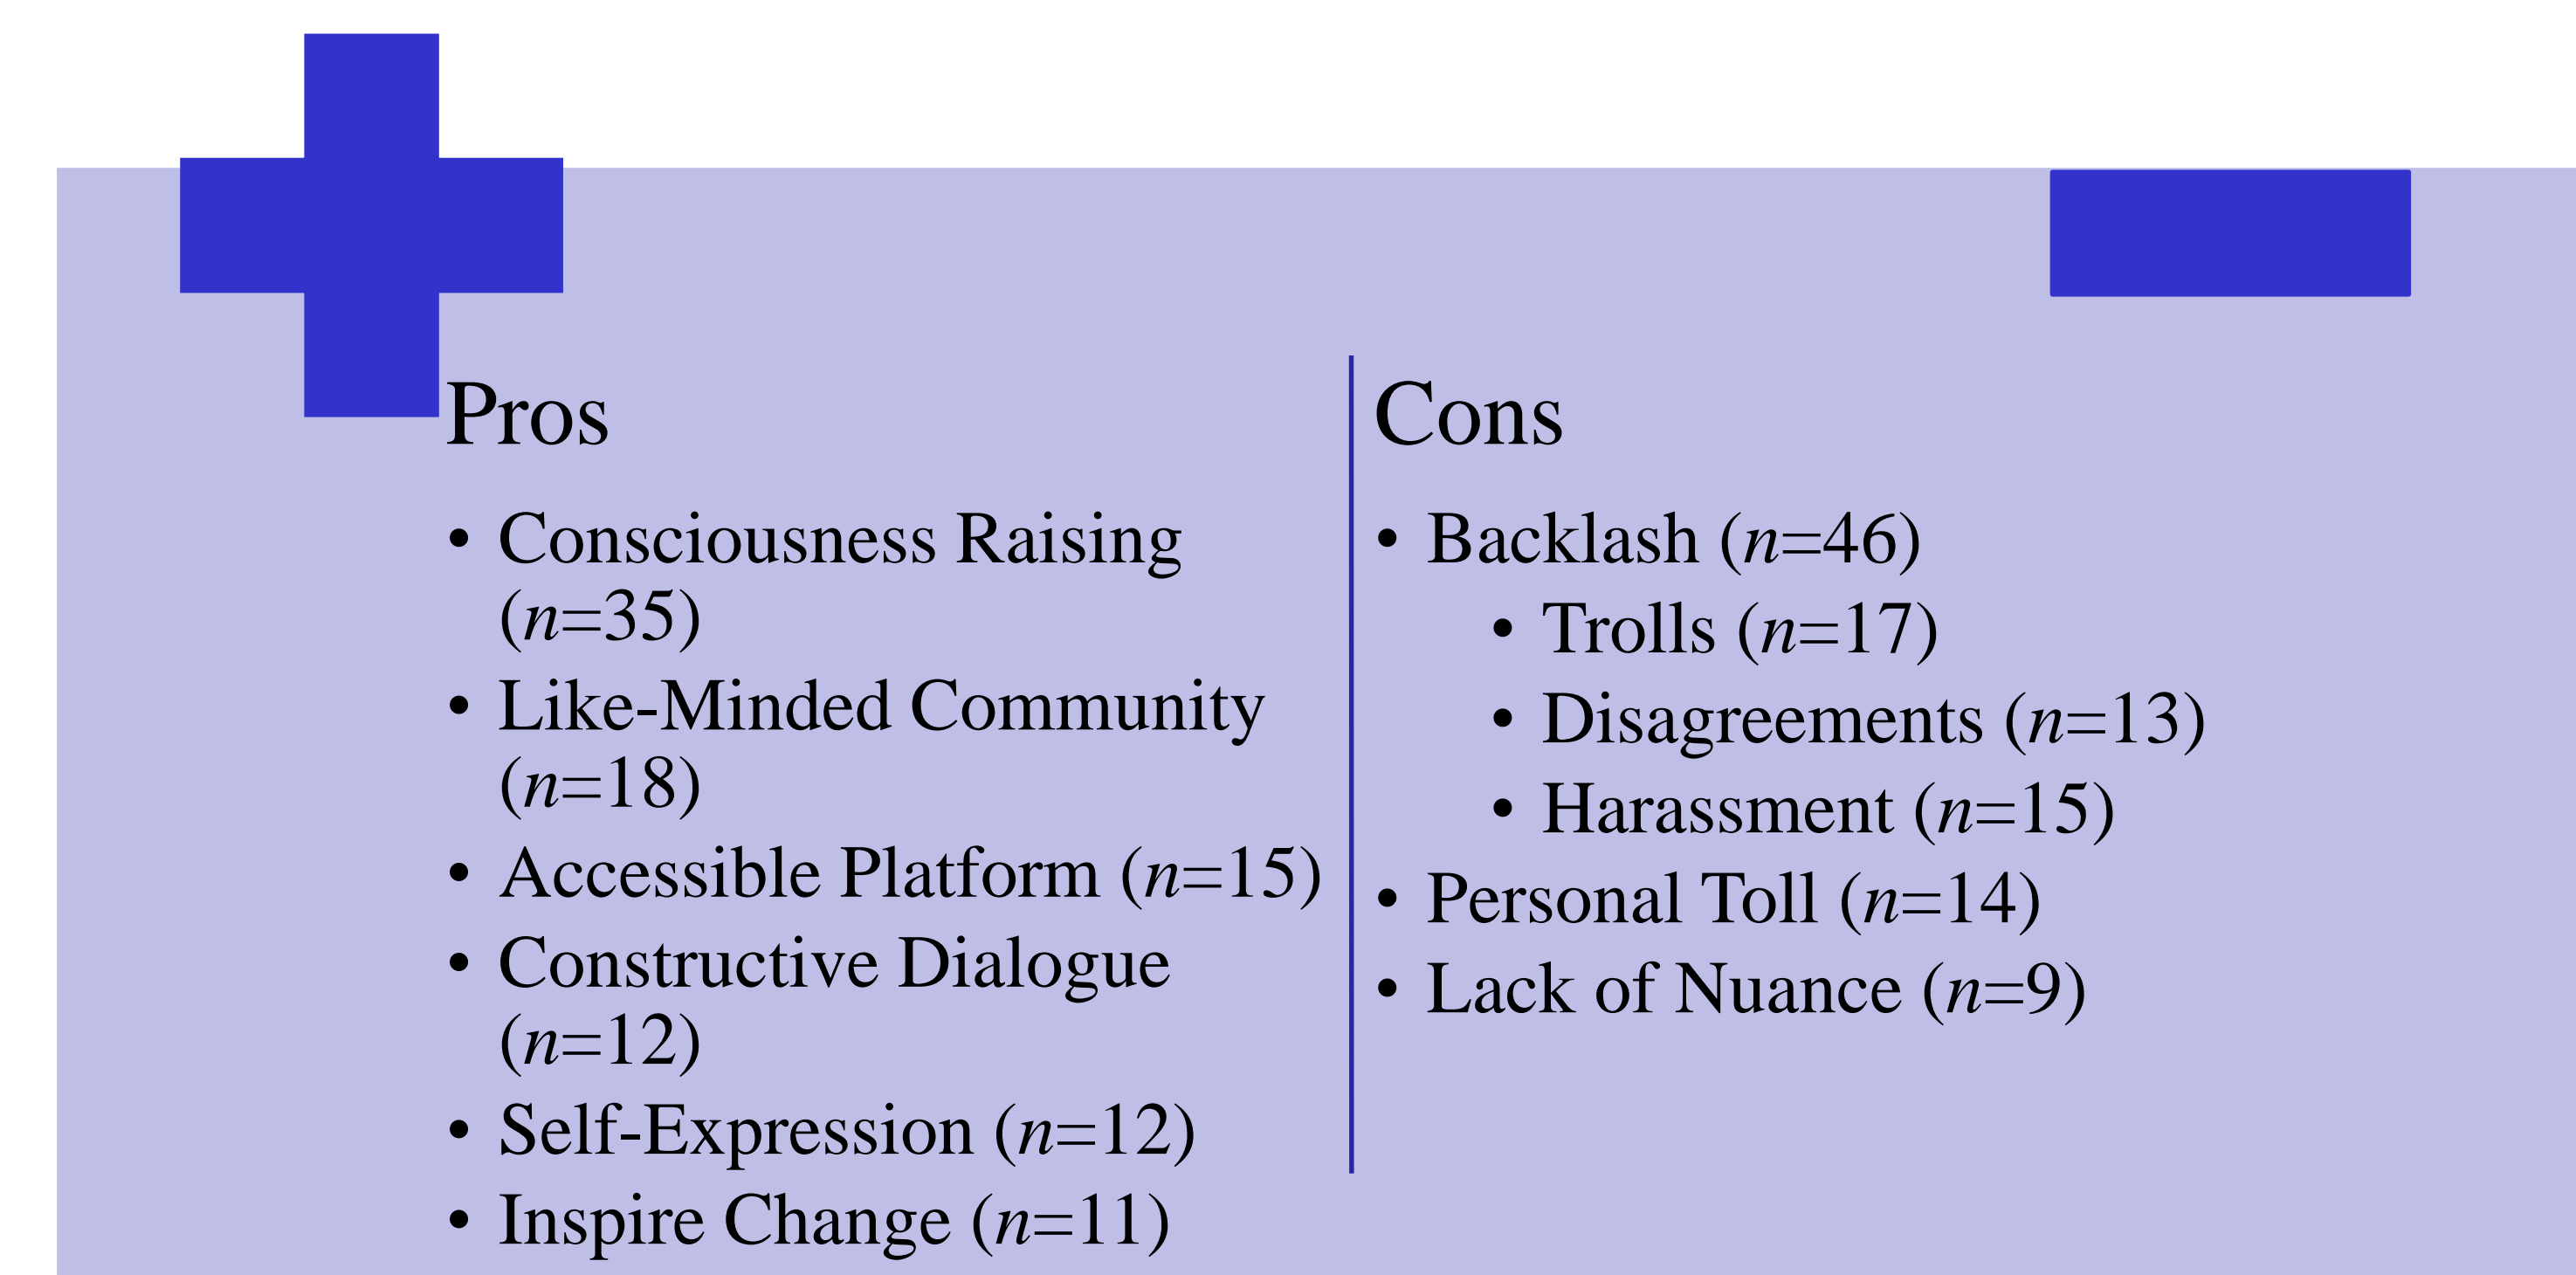 Pros
• Consciousness Raising
(n=35)
• Like-Minded Community
(n=18)
• Accessible Platform (n=15)
• Constructive Dialogue
(n=12)
• Self-Expression (n=12)
• Inspire Change (n=11)
Cons
• Backlash (n=46)
• Trolls (n=17)
• Disagreements (n=13)
• Harassment (n=15)
• Personal Toll (n=14)
• Lack of Nuance (n=9)